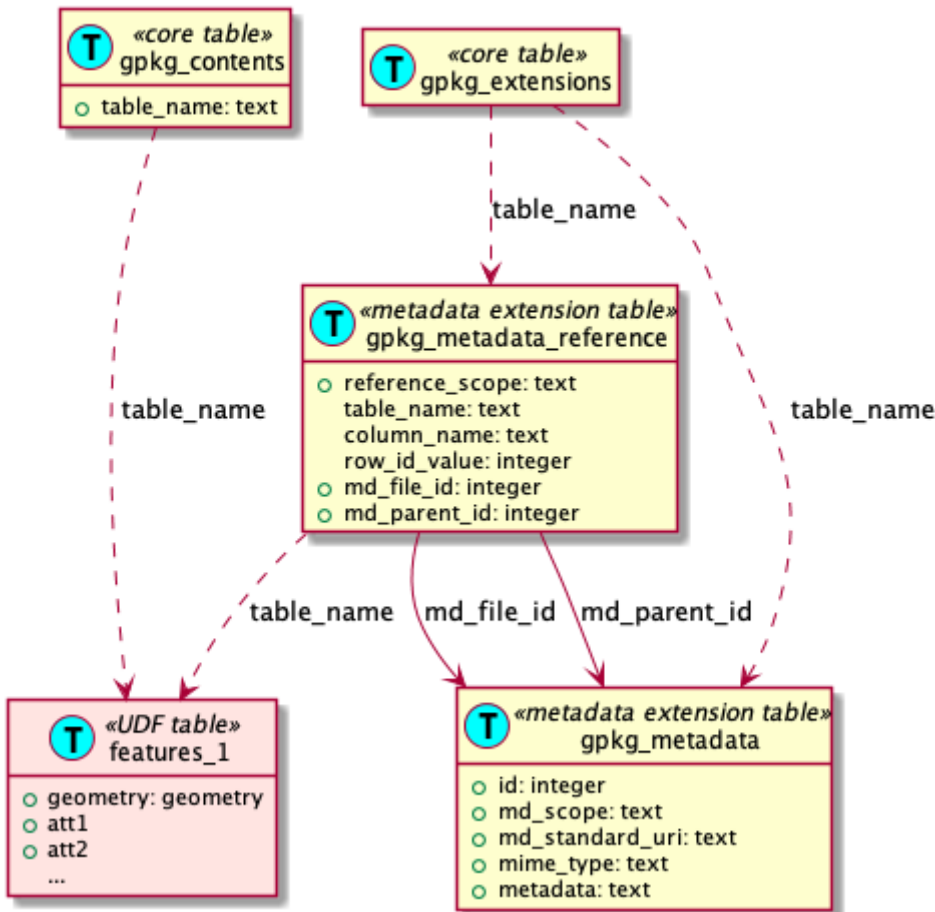 T «core table»
gpkg_contents
table_name: text
T «core table»
gpkg_extensions
table_name
T «metadata extension table»
gpkg_metadata_reference
reference_scope: text
table_name: text
column_name: text
row_id_value: integer
md_file_id: integer
md_parent_id: integer
table_name
table_name
table_name
md_file_id
md_parent_id
T «UDF table»
features_1
geometry: geometry
att1
att2
...
T «metadata extension table»
gpkg_metadata
id: integer
md_scope: text
md_standard_uri: text
mime_type: text
metadata: text